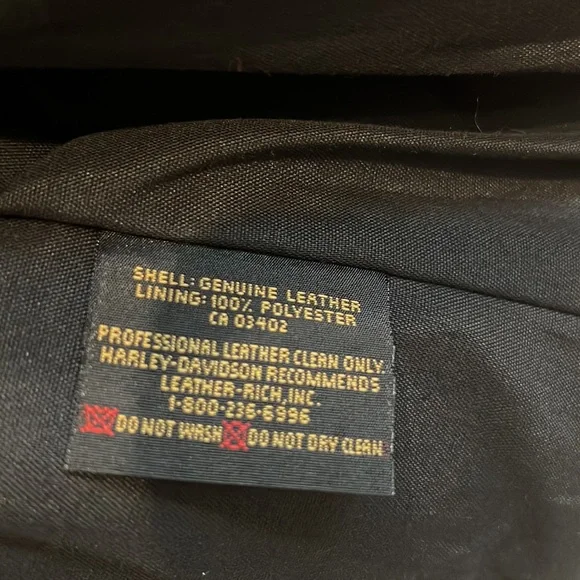 SHELL: GENUINE LEATHER
LINING: 100% POLYESTER
CA 03402
PROFESSIONAL LEATHER CLEAN ONLY
HARLEY-DAVIDSON RECOMMENDS
LEATHER-RICH, INC.
1-800-236-6996
DO NOT WASH DO NOT DRY CLEAN